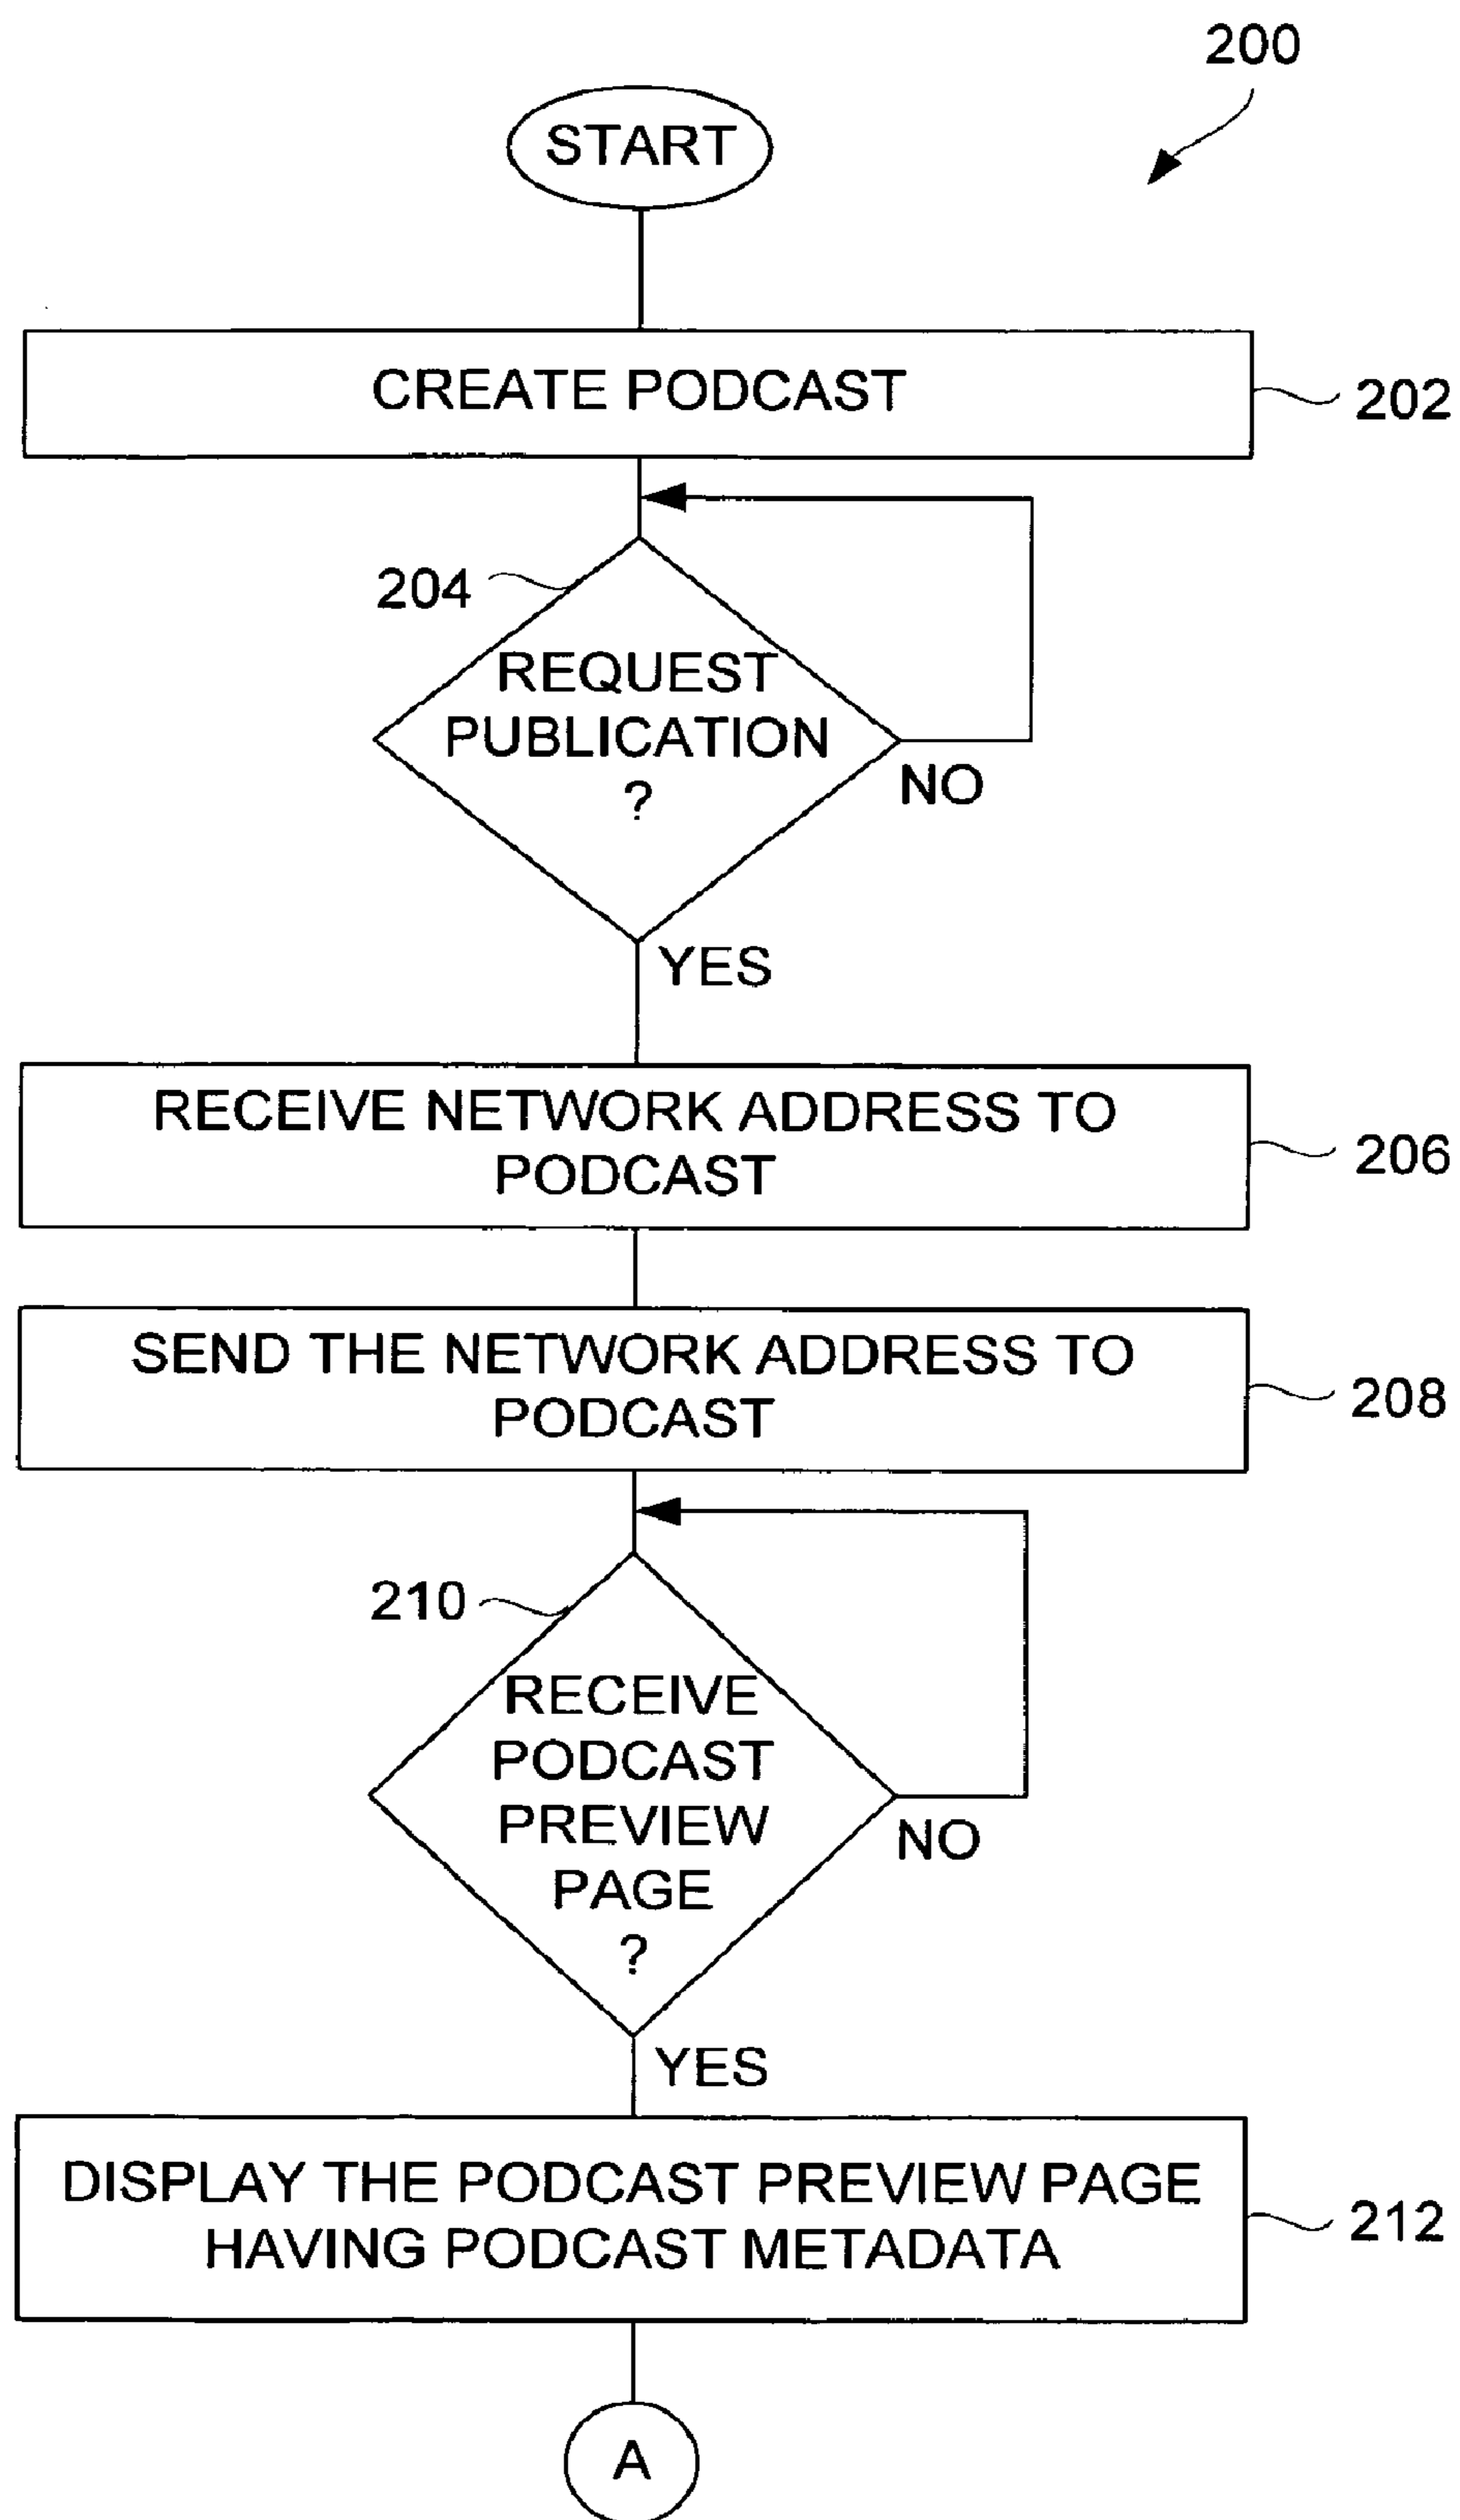 200
START
CREATE PODCAST
202
204
REQUEST
PUBLICATION
?
NO
YES
RECEIVE NETWORK ADDRESS TO
PODCAST
206
SEND THE NETWORK ADDRESS TO
PODCAST
208
210
RECEIVE
PODCAST
PREVIEW
PAGE
?
NO
YES
DISPLAY THE PODCAST PREVIEW PAGE
HAVING PODCAST METADATA
212
A